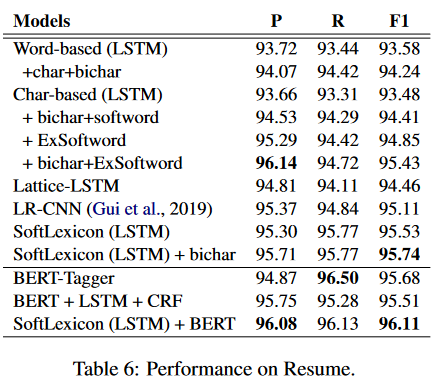 Models P R F1
Word-based (LSTM) 93.72 93.44 93.58
+char+bichar 94.07 94.42 94.24
Char-based (LSTM) 93.66 93.31 93.48
+ bichar+softword 94.53 94.29 94.41
+ ExSoftword 95.29 94.42 94.85
+ bichar+ExSoftword 96.14 94.72 95.43
Lattice-LSTM 94.81 94.11 94.46
LR-CNN (Gui et al., 2019) 95.37 94.84 95.11
SoftLexicon (LSTM) 95.30 95.77 95.53
SoftLexicon (LSTM) + bichar 95.71 95.77 95.74
BERT-Tagger 94.87 96.50 95.68
BERT + LSTM + CRF 95.75 95.28 95.51
SoftLexicon (LSTM) + BERT 96.08 96.13 96.11
Table 6: Performance on Resume.